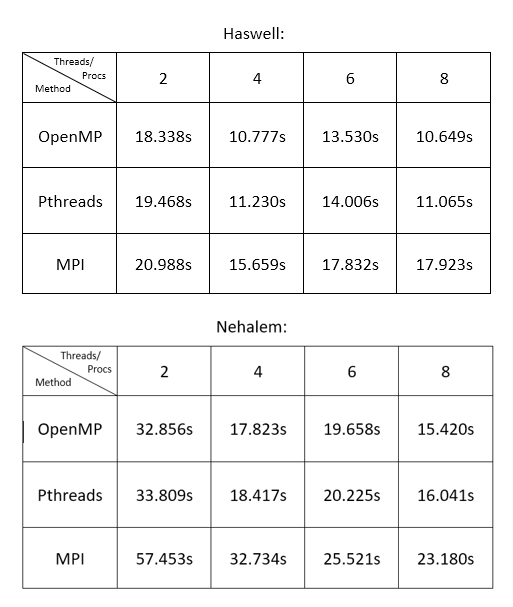 Haswell:
Threads/
Procs
Method
2 4 6 8
OpenMP 18.338s 10.777s 13.530s 10.649s
Pthreads 19.468s 11.230s 14.006s 11.065s
MPI 20.988s 15.659s 17.832s 17.923s
Nehalem:
Threads/
Procs
Method
2 4 6 8
OpenMP 32.856s 17.823s 19.658s 15.420s
Pthreads 33.809s 18.417s 20.225s 16.041s
MPI 57.453s 32.734s 25.521s 23.180s